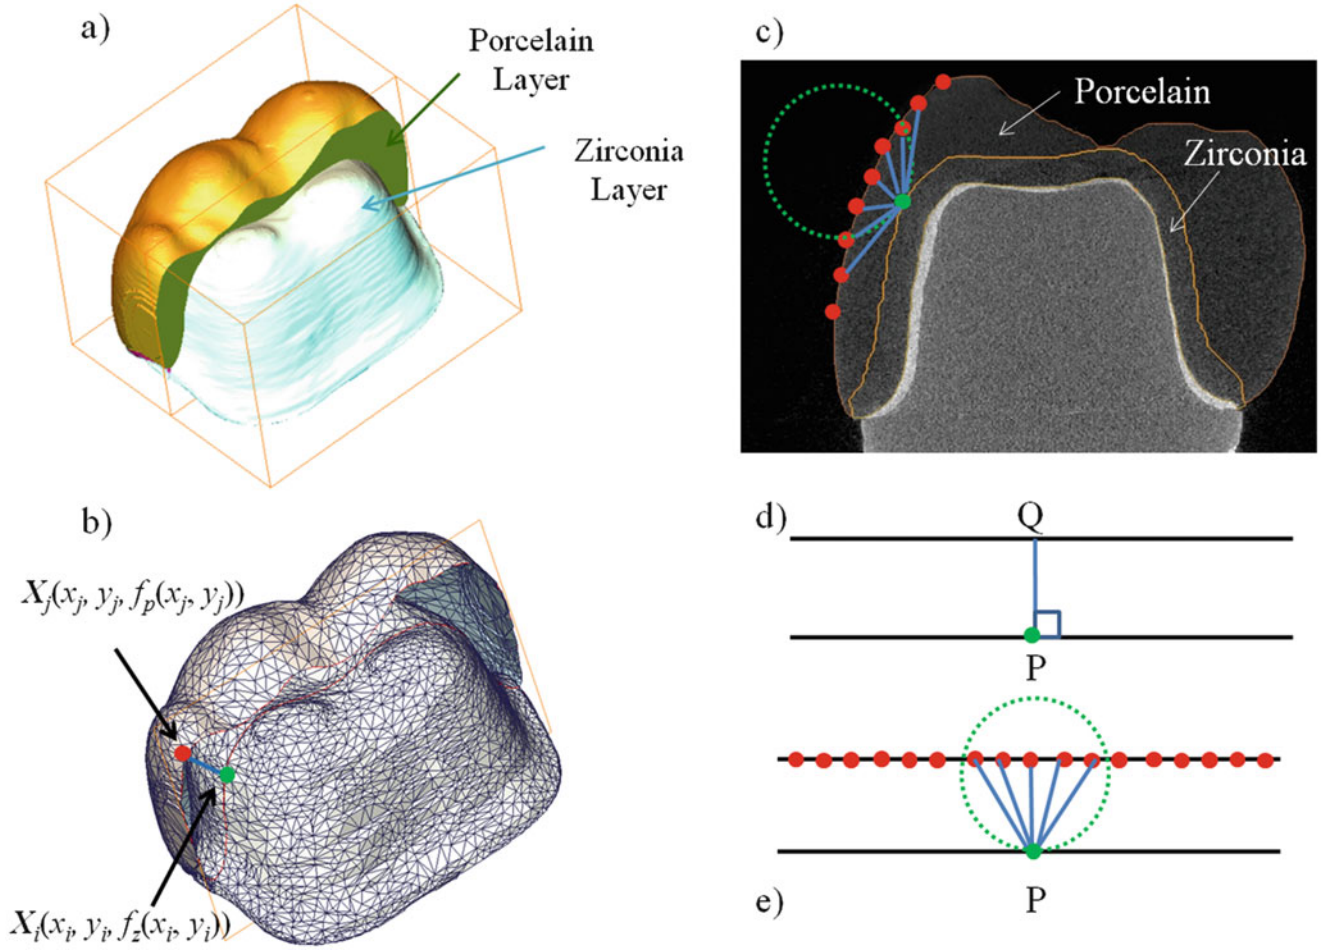 a)
Porcelain
Layer
Zirconia
Layer
b)
Xj(xj, yj, fp(xj, yj))
Xi(xi, yi, fz(xi, yi))
c)
Porcelain
Zirconia
d)
Q
P
e)
P